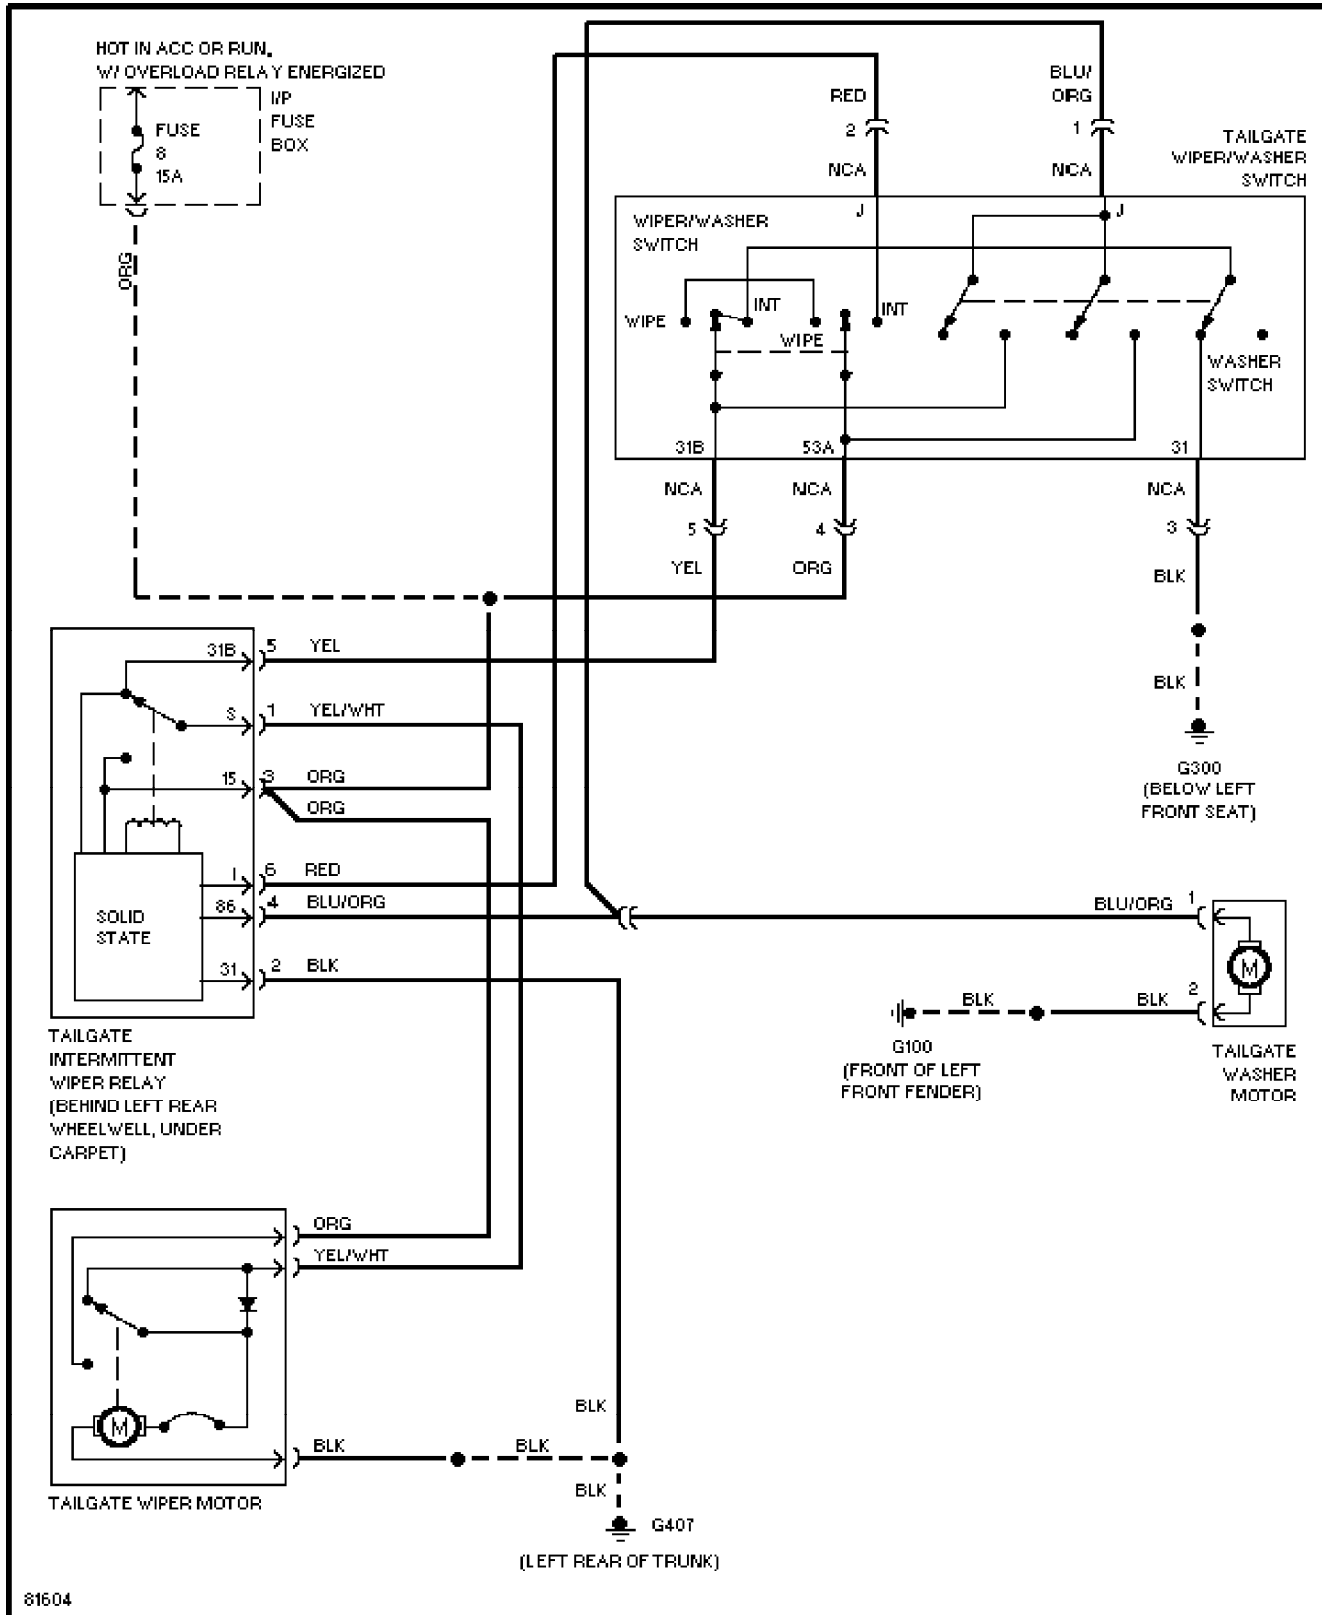 HOT IN ACC OR RUN,
W/ OVERLOAD RELAY ENERGIZED
I/P
FUSE
BOX
FUSE
8
15A
ORG
RED
2
NCA
BLU/
ORG
1
NCA
TAILGATE
WIPER/WASHER
SWITCH
J
J
WIPER/WASHER
SWITCH
WIPE
INT
WIPE
INT
WASHER
SWITCH
31B
53A
31
NCA
NCA
NCA
5
4
3
YEL
ORG
BLK
BLK
G300
(BELOW LEFT
FRONT SEAT)
31B
5
YEL
S
1
YEL/WHT
15
3
ORG
ORG
I
6
RED
86
4
BLU/ORG
31
2
BLK
SOLID
STATE
TAILGATE
INTERMITTENT
WIPER RELAY
(BEHIND LEFT REAR
WHEELWELL, UNDER
CARPET)
BLU/ORG
1
M
BLK
BLK
2
G100
(FRONT OF LEFT
FRONT FENDER)
TAILGATE
WASHER
MOTOR
ORG
YEL/WHT
M
BLK
BLK
BLK
BLK
TAILGATE WIPER MOTOR
G407
(LEFT REAR OF TRUNK)
81604